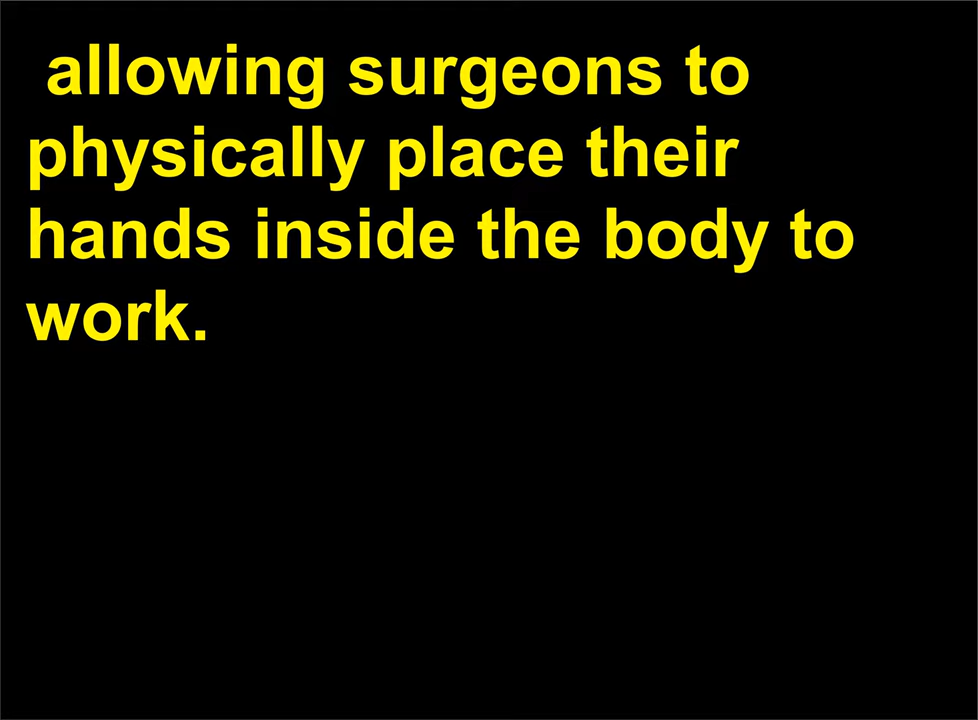 allowing surgeons to
physically place their
hands inside the body to
work.